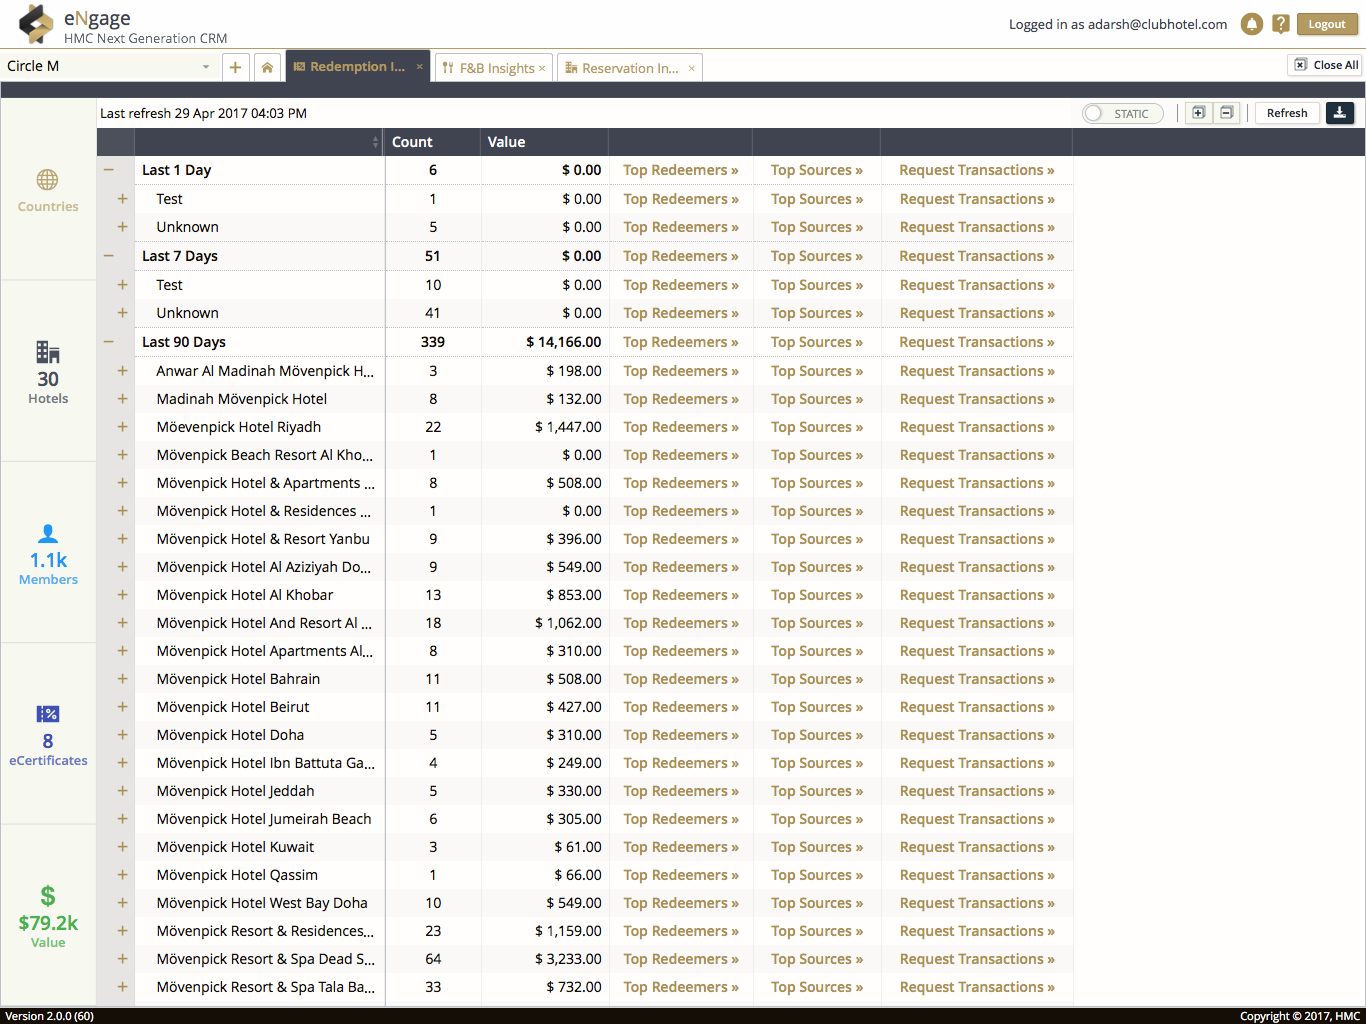 eNgage
HMC Next Generation CRM
Logged in as adarsh@clubhotel.com
?
Logout
Circle M
+
Redemption I... ×
F&B Insights ×
Reservation In... ×
Close All
Last refresh 29 Apr 2017 04:03 PM
STATIC
Refresh
Countries
30
Hotels
1.1k
Members
8
eCertificates
$
$79.2k
Value
Count Value
− Last 1 Day 6 $ 0.00 Top Redeemers » Top Sources » Request Transactions »
+ Test 1 $ 0.00 Top Redeemers » Top Sources » Request Transactions »
+ Unknown 5 $ 0.00 Top Redeemers » Top Sources » Request Transactions »
− Last 7 Days 51 $ 0.00 Top Redeemers » Top Sources » Request Transactions »
+ Test 10 $ 0.00 Top Redeemers » Top Sources » Request Transactions »
+ Unknown 41 $ 0.00 Top Redeemers » Top Sources » Request Transactions »
− Last 90 Days 339 $ 14,166.00 Top Redeemers » Top Sources » Request Transactions »
+ Anwar Al Madinah Mövenpick H... 3 $ 198.00 Top Redeemers » Top Sources » Request Transactions »
+ Madinah Mövenpick Hotel 8 $ 132.00 Top Redeemers » Top Sources » Request Transactions »
+ Möevenpick Hotel Riyadh 22 $ 1,447.00 Top Redeemers » Top Sources » Request Transactions »
+ Mövenpick Beach Resort Al Kho... 1 $ 0.00 Top Redeemers » Top Sources » Request Transactions »
+ Mövenpick Hotel & Apartments ... 8 $ 508.00 Top Redeemers » Top Sources » Request Transactions »
+ Mövenpick Hotel & Residences ... 1 $ 0.00 Top Redeemers » Top Sources » Request Transactions »
+ Mövenpick Hotel & Resort Yanbu 9 $ 396.00 Top Redeemers » Top Sources » Request Transactions »
+ Mövenpick Hotel Al Aziziyah Do... 9 $ 549.00 Top Redeemers » Top Sources » Request Transactions »
+ Mövenpick Hotel Al Khobar 13 $ 853.00 Top Redeemers » Top Sources » Request Transactions »
+ Mövenpick Hotel And Resort Al ... 18 $ 1,062.00 Top Redeemers » Top Sources » Request Transactions »
+ Mövenpick Hotel Apartments Al... 8 $ 310.00 Top Redeemers » Top Sources » Request Transactions »
+ Mövenpick Hotel Bahrain 11 $ 508.00 Top Redeemers » Top Sources » Request Transactions »
+ Mövenpick Hotel Beirut 11 $ 427.00 Top Redeemers » Top Sources » Request Transactions »
+ Mövenpick Hotel Doha 5 $ 310.00 Top Redeemers » Top Sources » Request Transactions »
+ Mövenpick Hotel Ibn Battuta Ga... 4 $ 249.00 Top Redeemers » Top Sources » Request Transactions »
+ Mövenpick Hotel Jeddah 5 $ 330.00 Top Redeemers » Top Sources » Request Transactions »
+ Mövenpick Hotel Jumeirah Beach 6 $ 305.00 Top Redeemers » Top Sources » Request Transactions »
+ Mövenpick Hotel Kuwait 3 $ 61.00 Top Redeemers » Top Sources » Request Transactions »
+ Mövenpick Hotel Qassim 1 $ 66.00 Top Redeemers » Top Sources » Request Transactions »
+ Mövenpick Hotel West Bay Doha 10 $ 549.00 Top Redeemers » Top Sources » Request Transactions »
+ Mövenpick Resort & Residences... 23 $ 1,159.00 Top Redeemers » Top Sources » Request Transactions »
+ Mövenpick Resort & Spa Dead S... 64 $ 3,233.00 Top Redeemers » Top Sources » Request Transactions »
+ Mövenpick Resort & Spa Tala Ba... 33 $ 732.00 Top Redeemers » Top Sources » Request Transactions »
Version 2.0.0 (60)
Copyright © 2017, HMC